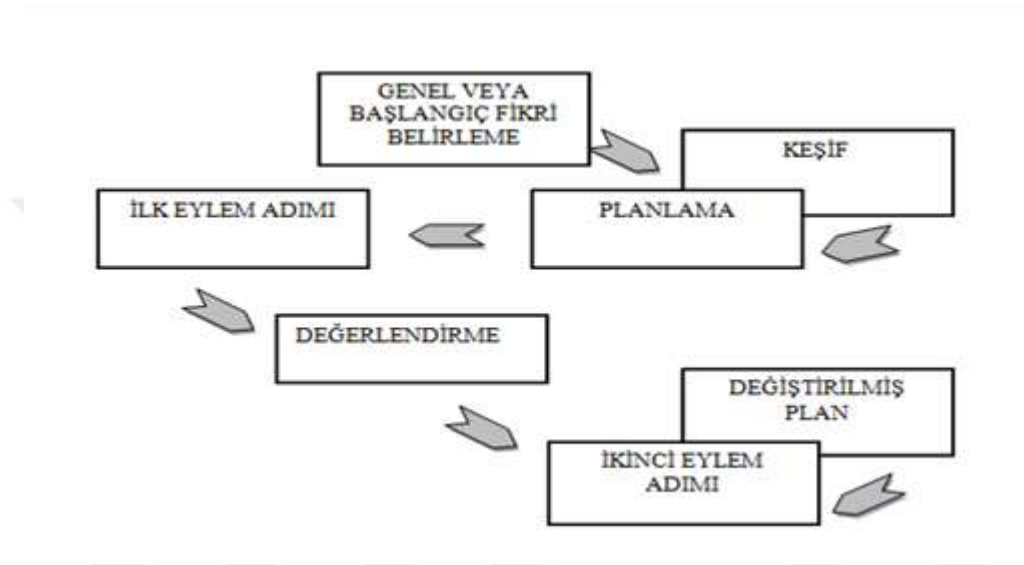 GENEL VEYA
BAŞLANGIÇ FİKRİ
BELİRLEME
KEŞİF
PLANLAMA
İLK EYLEM ADIMI
DEĞERLENDİRME
DEĞİŞTİRİLMİŞ
PLAN
İKİNCİ EYLEM
ADIMI